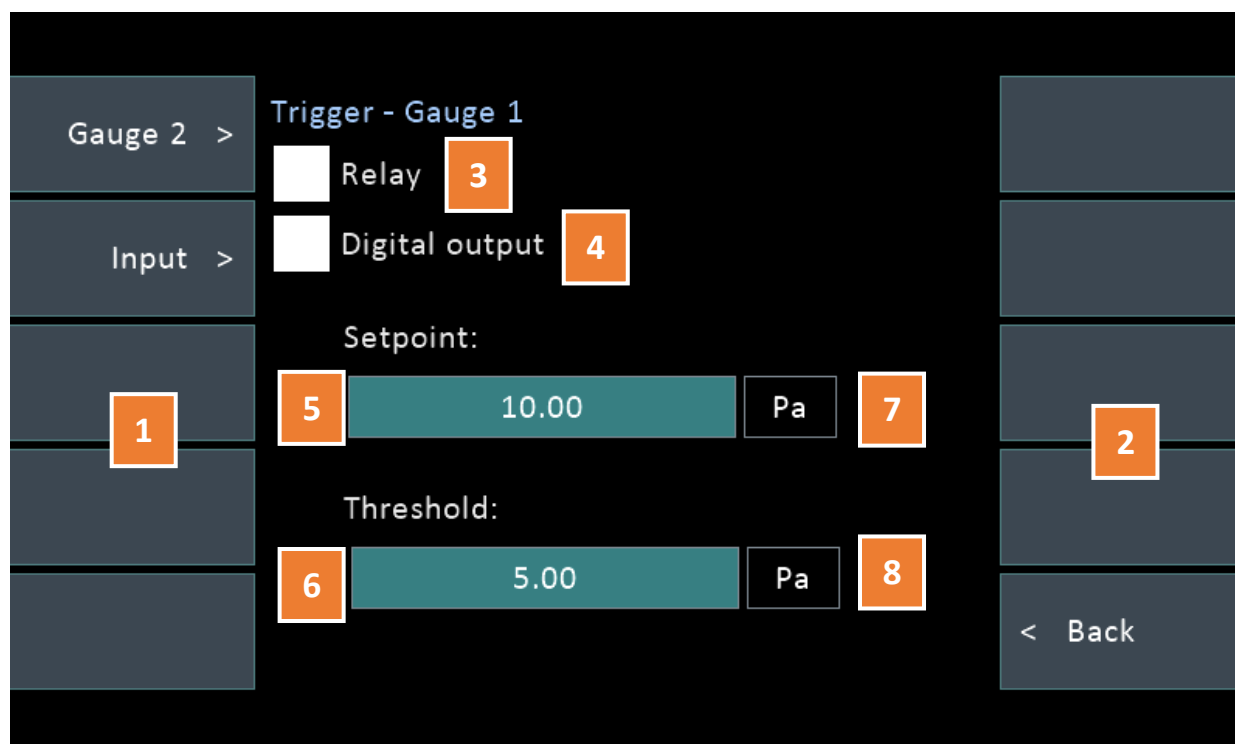 Gauge 2 >
Input >
1
Trigger - Gauge 1
Relay 3
Digital output 4
Setpoint:
5 10.00 Pa 7
Threshold:
6 5.00 Pa 8
2
< Back